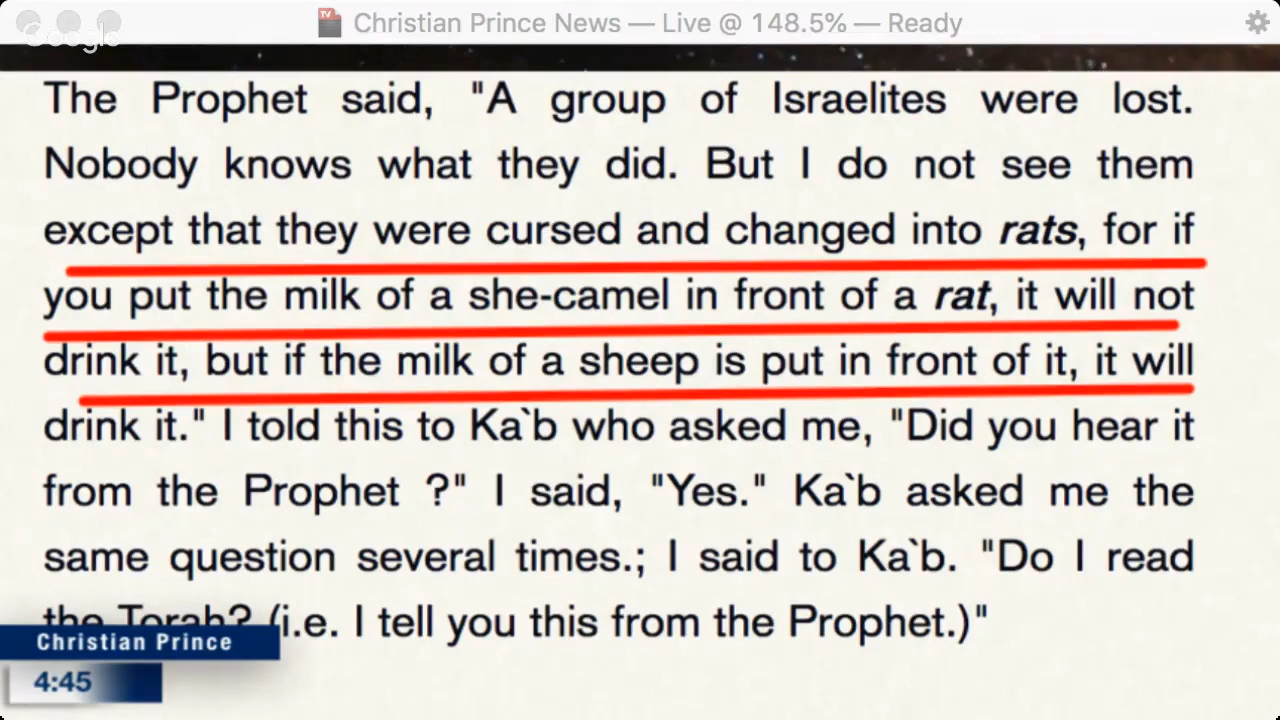 Christian Prince News — Live @ 148.5% — Ready
Google
The Prophet said, "A group of Israelites were lost.
Nobody knows what they did. But I do not see them
except that they were cursed and changed into rats, for if
you put the milk of a she-camel in front of a rat, it will not
drink it, but if the milk of a sheep is put in front of it, it will
drink it." I told this to Ka`b who asked me, "Did you hear it
from the Prophet ?" I said, "Yes." Ka`b asked me the
same question several times.; I said to Ka`b. "Do I read
the Torah? (i.e. I tell you this from the Prophet.)"
Christian Prince
4:45